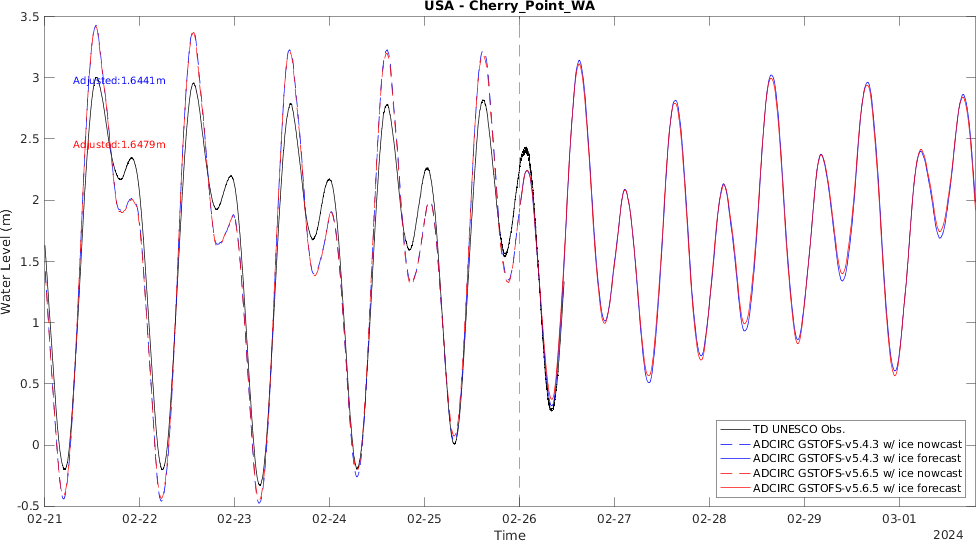 USA - Cherry_Point_WA
3.5
3
2.5
2
1.5
1
0.5
0
-0.5
Water Level (m)
Adjusted:1.6441m
Adjusted:1.6479m
TD UNESCO Obs.
ADCIRC GSTOFS-v5.4.3 w/ ice nowcast
ADCIRC GSTOFS-v5.4.3 w/ ice forecast
ADCIRC GSTOFS-v5.6.5 w/ ice nowcast
ADCIRC GSTOFS-v5.6.5 w/ ice forecast
02-21 02-22 02-23 02-24 02-25 02-26 02-27 02-28 02-29 03-01
Time
2024